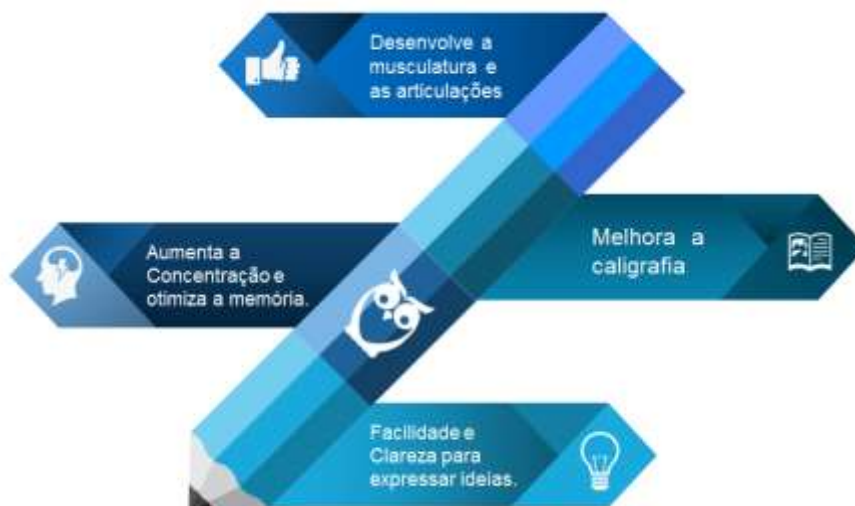 Desenvolve a
musculatura e
as articulações
Aumenta a
Concentração e
otimiza a memória.
Melhora a
caligrafia
Facilidade e
Clareza para
expressar ideias.